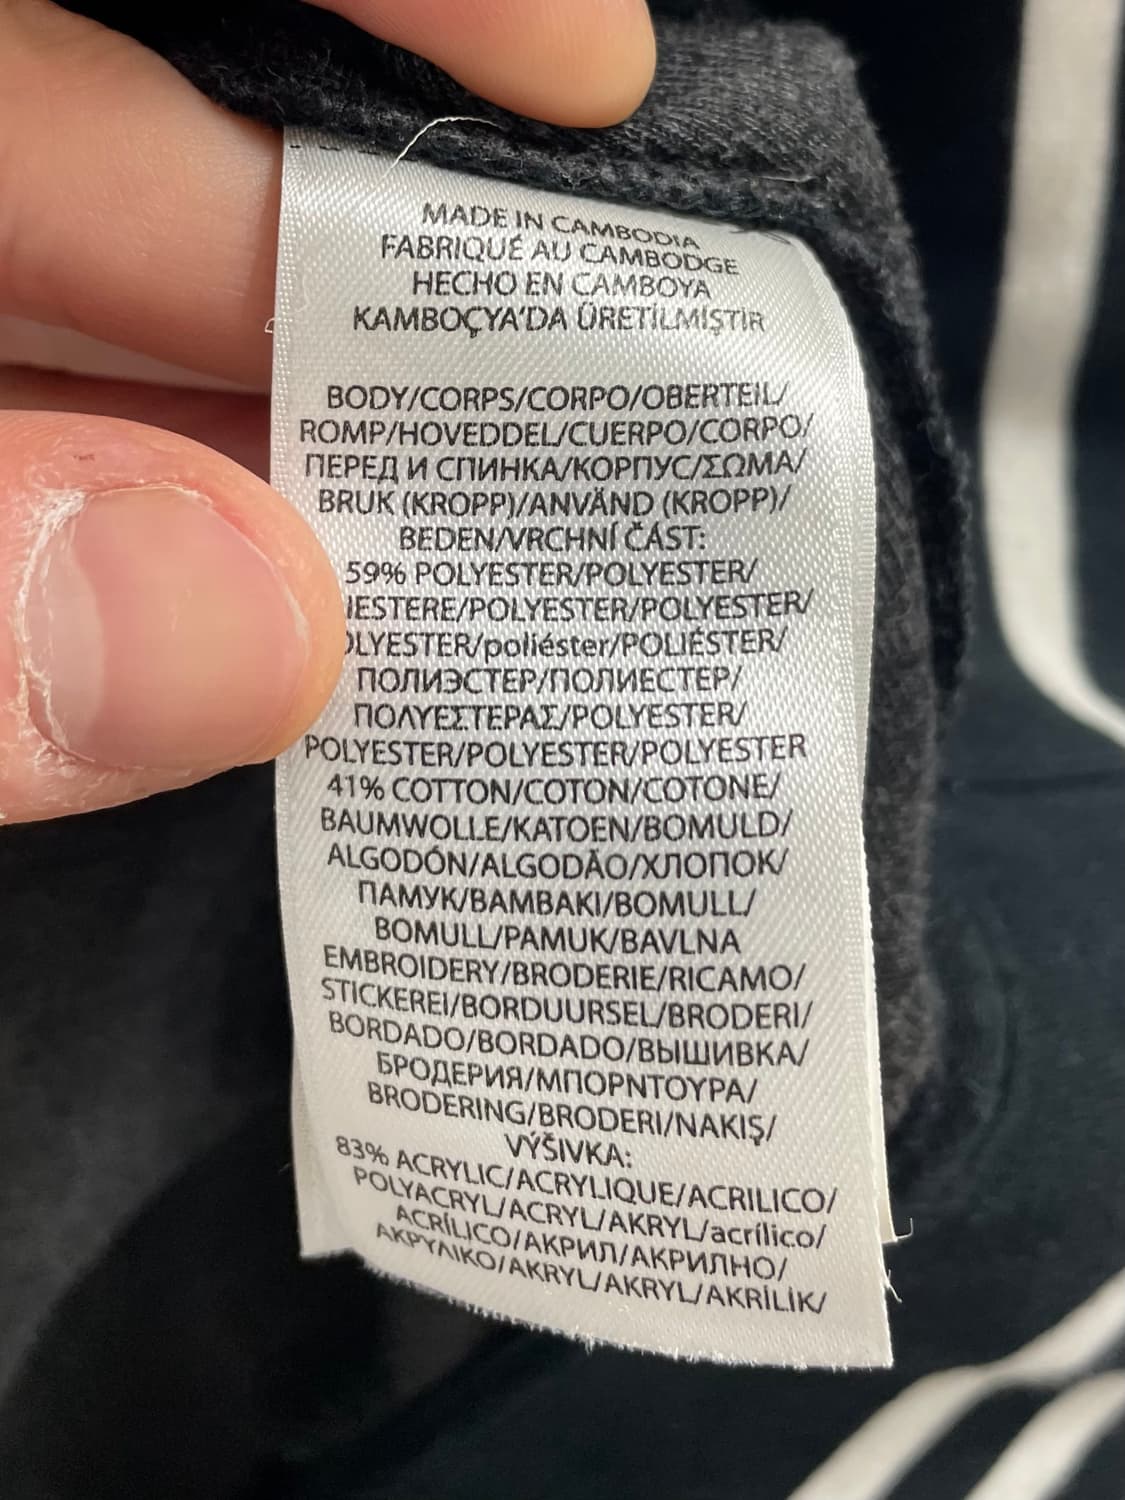 MADE IN CAMBODIA
FABRIQUÉ AU CAMBODGE
HECHO EN CAMBOYA
KAMBOÇYA'DA ÜRETİLMİŞTİR
BODY/CORPS/CORPO/OBERTEIL/
ROMP/HOVEDDEL/CUERPO/CORPO/
ПЕРЕД И СПИНКА/КОРПУС/ΣΩΜΑ/
BRUK (KROPP)/ANVÄND (KROPP)/
BEDEN/VRCHNÍ ČÁST:
59% POLYESTER/POLYESTER/
IESTERE/POLYESTER/POLYESTER/
OLYESTER/poliéster/POLIÉSTER/
ПОЛИЭСТЕР/ПОЛИЕСТЕР/
ΠΟΛΥΕΣΤΕΡΑΣ/POLYESTER/
POLYESTER/POLYESTER/POLYESTER
41% COTTON/COTON/COTONE/
BAUMWOLLE/KATOEN/BOMULD/
ALGODÓN/ALGODÃO/ХЛОПОК/
ПАМУК/ΒΑΜΒΑΚΙ/BOMULL/
BOMULL/PAMUK/BAVLNA
EMBROIDERY/BRODERIE/RICAMO/
STICKEREI/BORDUURSEL/BRODERI/
BORDADO/BORDADO/ВЫШИВКА/
БРОДЕРИЯ/ΜΠΟΡΝΤΟΥΡΑ/
BRODERING/BRODERI/NAKIŞ/
VÝŠIVKA:
83% ACRYLIC/ACRYLIQUE/ACRILICO/
POLYACRYL/ACRYL/AKRYL/acrílico/
ACRÍLICO/АКРИЛ/АКРИЛНО/
ΑΚΡΥΛΙΚΟ/AKRYL/AKRYL/AKRİLİK/